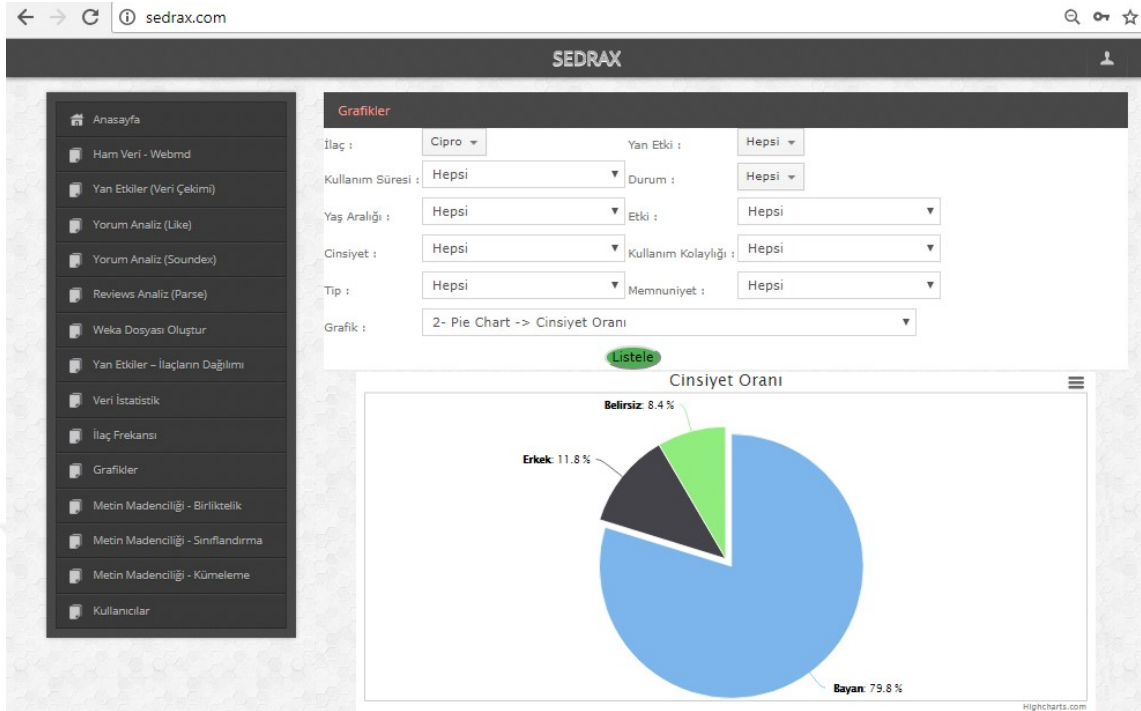 sedrax.com
SEDRAX
Anasayfa
Ham Veri - Webmd
Yan Etkiler (Veri Çekimi)
Yorum Analiz (Like)
Yorum Analiz (Soundex)
Reviews Analiz (Parse)
Weka Dosyası Oluştur
Yan Etkiler – İlaçların Dağılımı
Veri İstatistik
İlaç Frekansı
Grafikler
Metin Madenciliği - Birliktelik
Metin Madenciliği - Sınıflandırma
Metin Madenciliği - Kümeleme
Kullanıcılar
Grafikler
İlaç : Cipro Yan Etki : Hepsi
Kullanım Süresi : Hepsi Durum : Hepsi
Yaş Aralığı : Hepsi Etki : Hepsi
Cinsiyet : Hepsi Kullanım Kolaylığı : Hepsi
Tip : Hepsi Memnuniyet : Hepsi
Grafik : 2- Pie Chart -> Cinsiyet Oranı
Listele
Cinsiyet Oranı
Belirsiz: 8.4 %
Erkek: 11.8 %
Bayan: 79.8 %
Highcharts.com